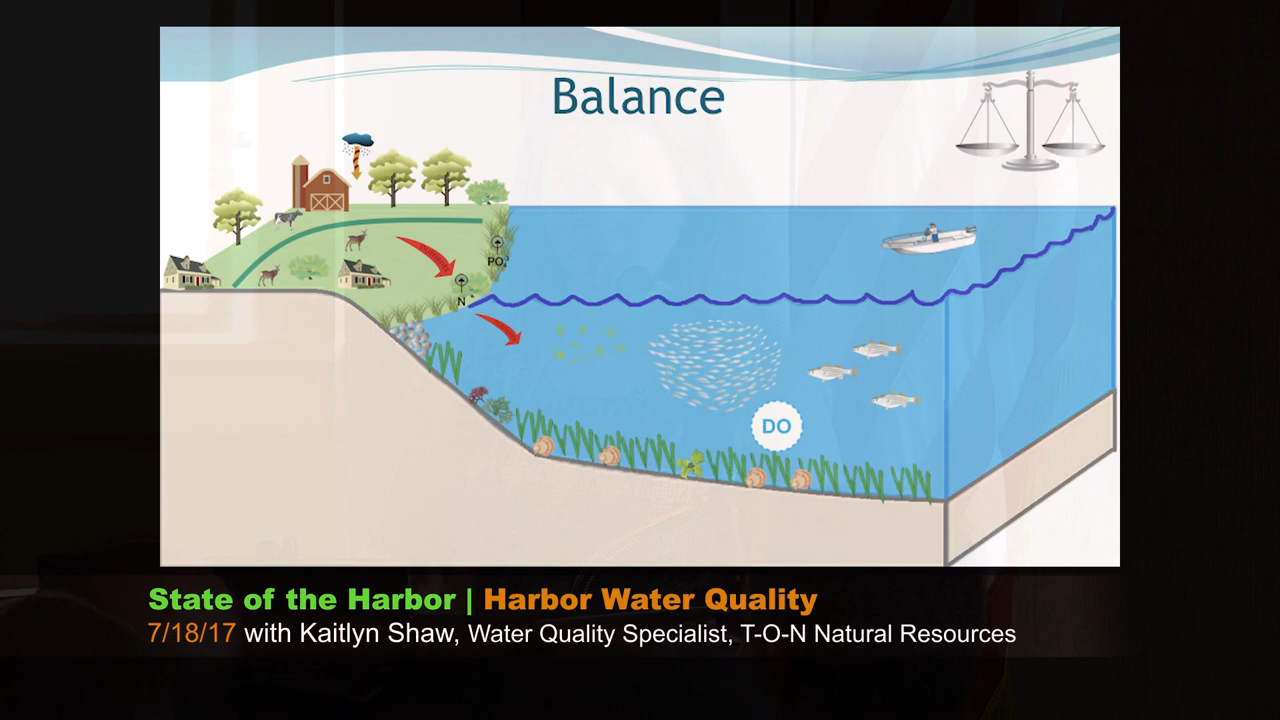 Balance
PO₄
N
DO
State of the Harbor | Harbor Water Quality
7/18/17 with Kaitlyn Shaw, Water Quality Specialist, T-O-N Natural Resources